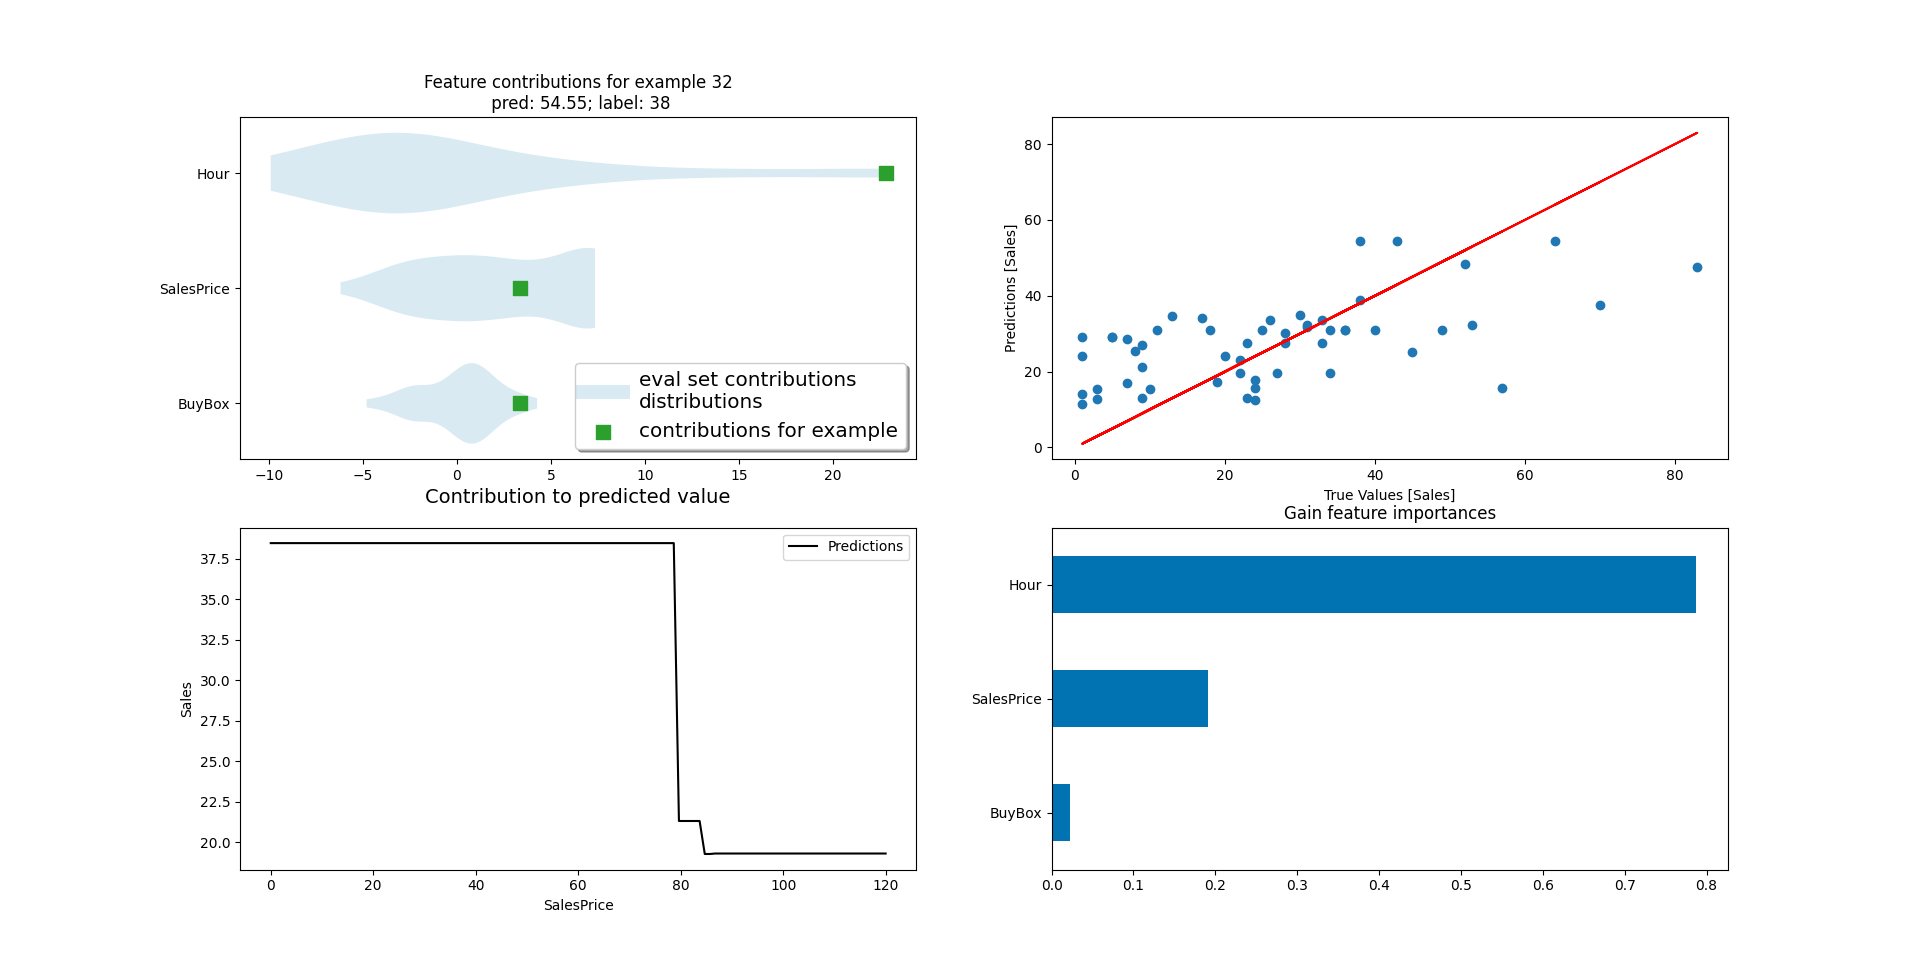 Feature contributions for example 32
pred: 54.55; label: 38
Hour
SalesPrice
BuyBox
eval set contributions
distributions
contributions for example
−10 −5 0 5 10 15 20
Contribution to predicted value
80
60
40
20
0
Predictions [Sales]
0 20 40 60 80
True Values [Sales]
37.5
35.0
32.5
30.0
27.5
25.0
22.5
20.0
Sales
Predictions
0 20 40 60 80 100 120
SalesPrice
Gain feature importances
Hour
SalesPrice
BuyBox
0.0 0.1 0.2 0.3 0.4 0.5 0.6 0.7 0.8